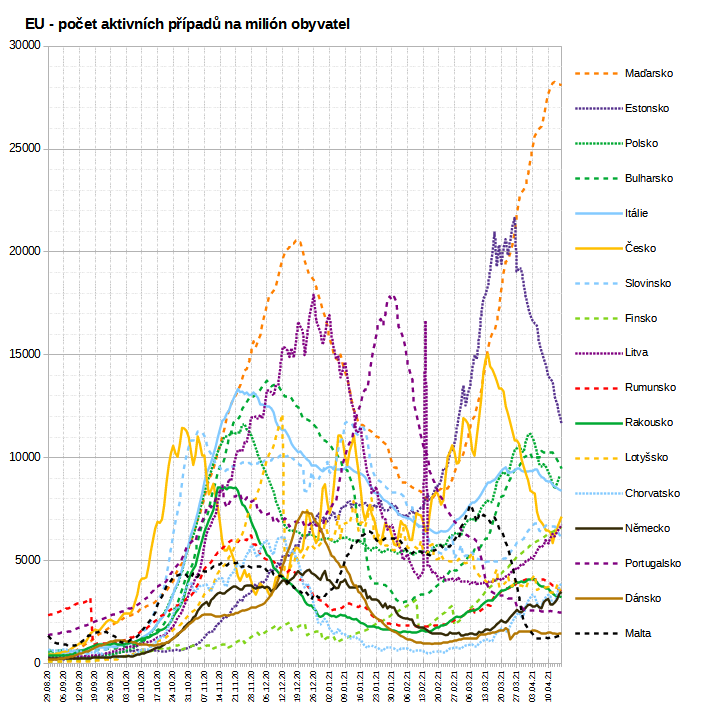 EU - počet aktivních případů na milión obyvatel
30000
25000
20000
15000
10000
5000
0
Maďarsko
Estonsko
Polsko
Bulharsko
Itálie
Česko
Slovinsko
Finsko
Litva
Rumunsko
Rakousko
Lotyšsko
Chorvatsko
Německo
Portugalsko
Dánsko
Malta
29.08.20
06.09.20
12.09.20
19.09.20
26.09.20
03.10.20
10.10.20
17.10.20
24.10.20
31.10.20
07.11.20
14.11.20
21.11.20
28.11.20
05.12.20
12.12.20
19.12.20
26.12.20
02.01.21
09.01.21
16.01.21
23.01.21
30.01.21
06.02.21
13.02.21
20.02.21
27.02.21
06.03.21
13.03.21
20.03.21
27.03.21
03.04.21
10.04.21